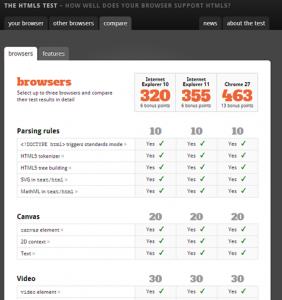 THE HTML5 TEST – HOW WELL DOES YOUR BROWSER SUPPORT HTML5?
your browser other browsers compare news about the test
browsers features
browsers
Select up to three browsers and compare
their test results in detail
Internet Explorer 10 Internet Explorer 11 Chrome 27
320 355 463
6 bonus points 6 bonus points 13 bonus points
Parsing rules 10 10 10
<!DOCTYPE html> triggers standards mode » Yes ✔ Yes ✔ Yes ✔
HTML5 tokenizer » Yes ✔ Yes ✔ Yes ✔
HTML5 tree building » Yes ✔ Yes ✔ Yes ✔
SVG in text/html » Yes ✔ Yes ✔ Yes ✔
MathML in text/html » Yes ✔ Yes ✔ Yes ✔
Canvas 20 20 20
canvas element » Yes ✔ Yes ✔ Yes ✔
2D context » Yes ✔ Yes ✔ Yes ✔
Text » Yes ✔ Yes ✔ Yes ✔
Video 30 30 30
video element » Yes ✔ Yes ✔ Yes ✔